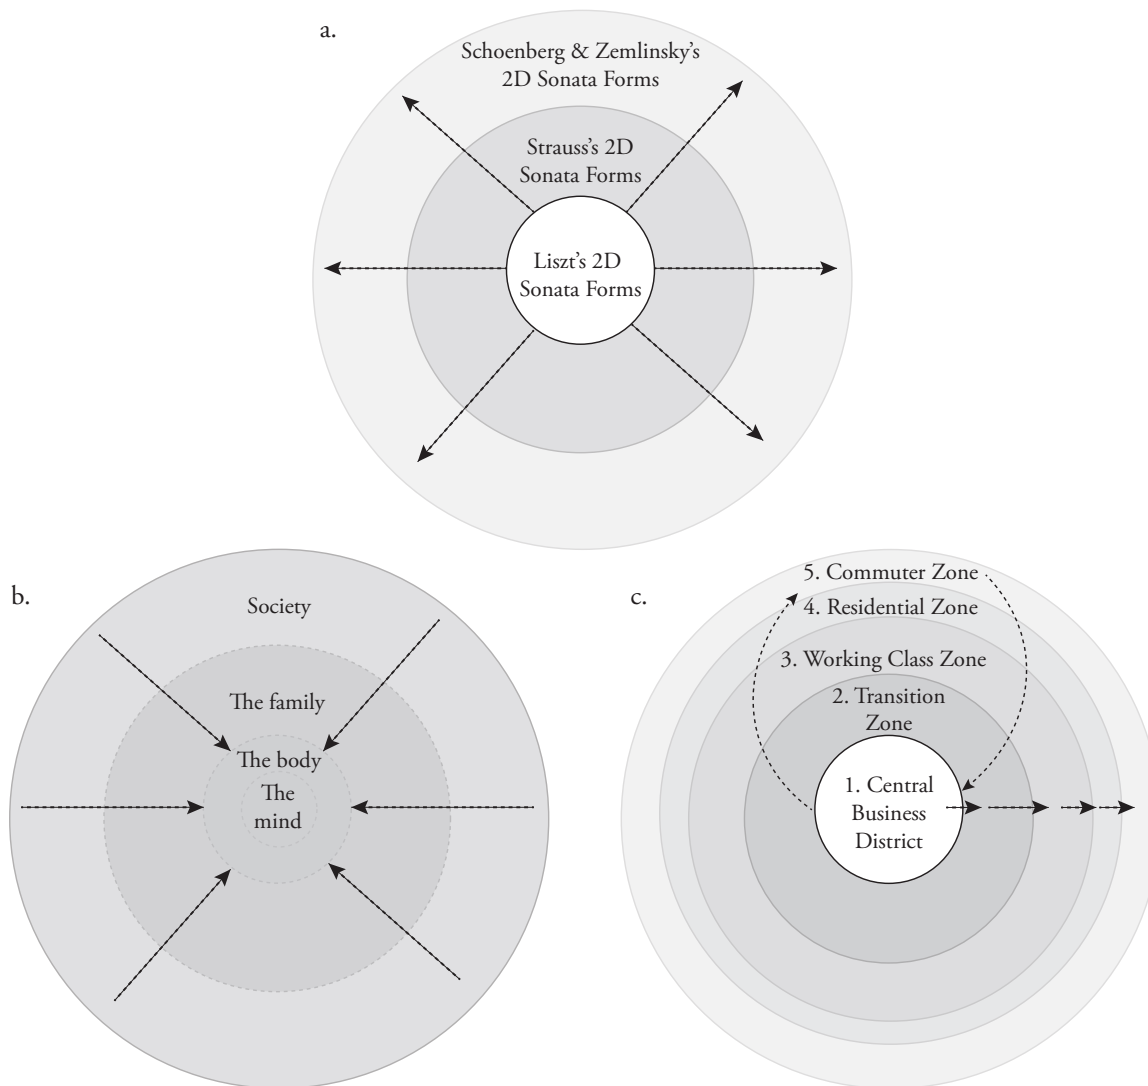 a.
Schoenberg & Zemlinsky's
2D Sonata Forms
Strauss's 2D
Sonata Forms
Liszt's 2D
Sonata Forms
b.
Society
The family
The body
The
mind
c.
5. Commuter Zone
4. Residential Zone
3. Working Class Zone
2. Transition
Zone
1. Central
Business
District